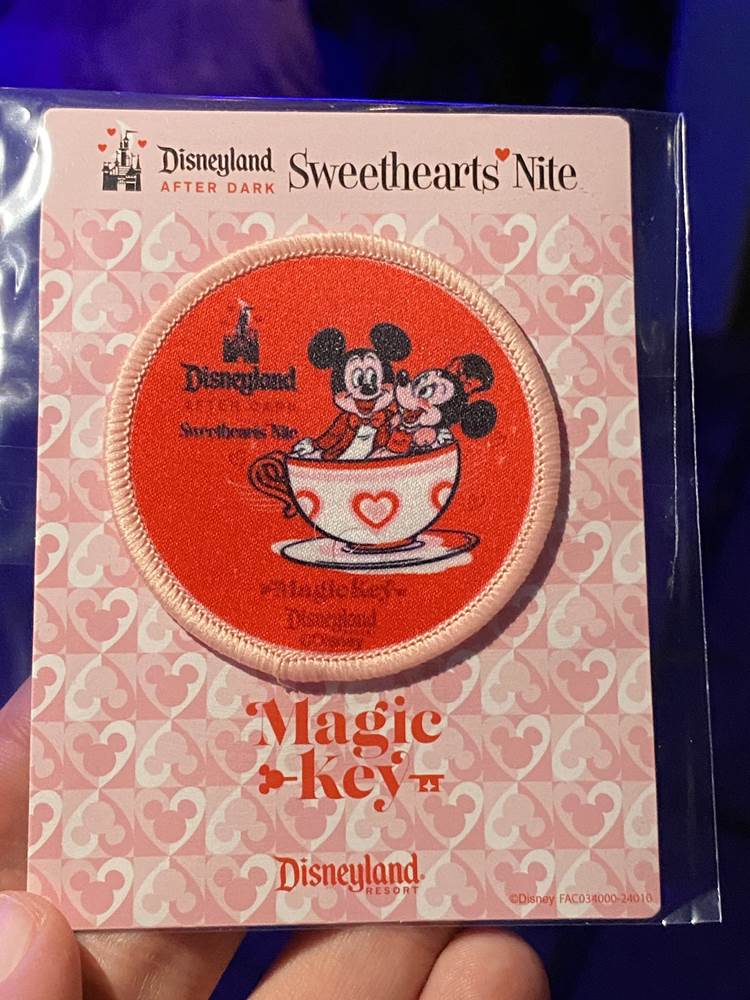 Disneyland
AFTER DARK
Sweethearts Nite
Disneyland
AFTER DARK
Sweethearts Nite
MagicKey
Disneyland
©Disney
Magic
Key
Disneyland
RESORT
©Disney FAC034000-24010